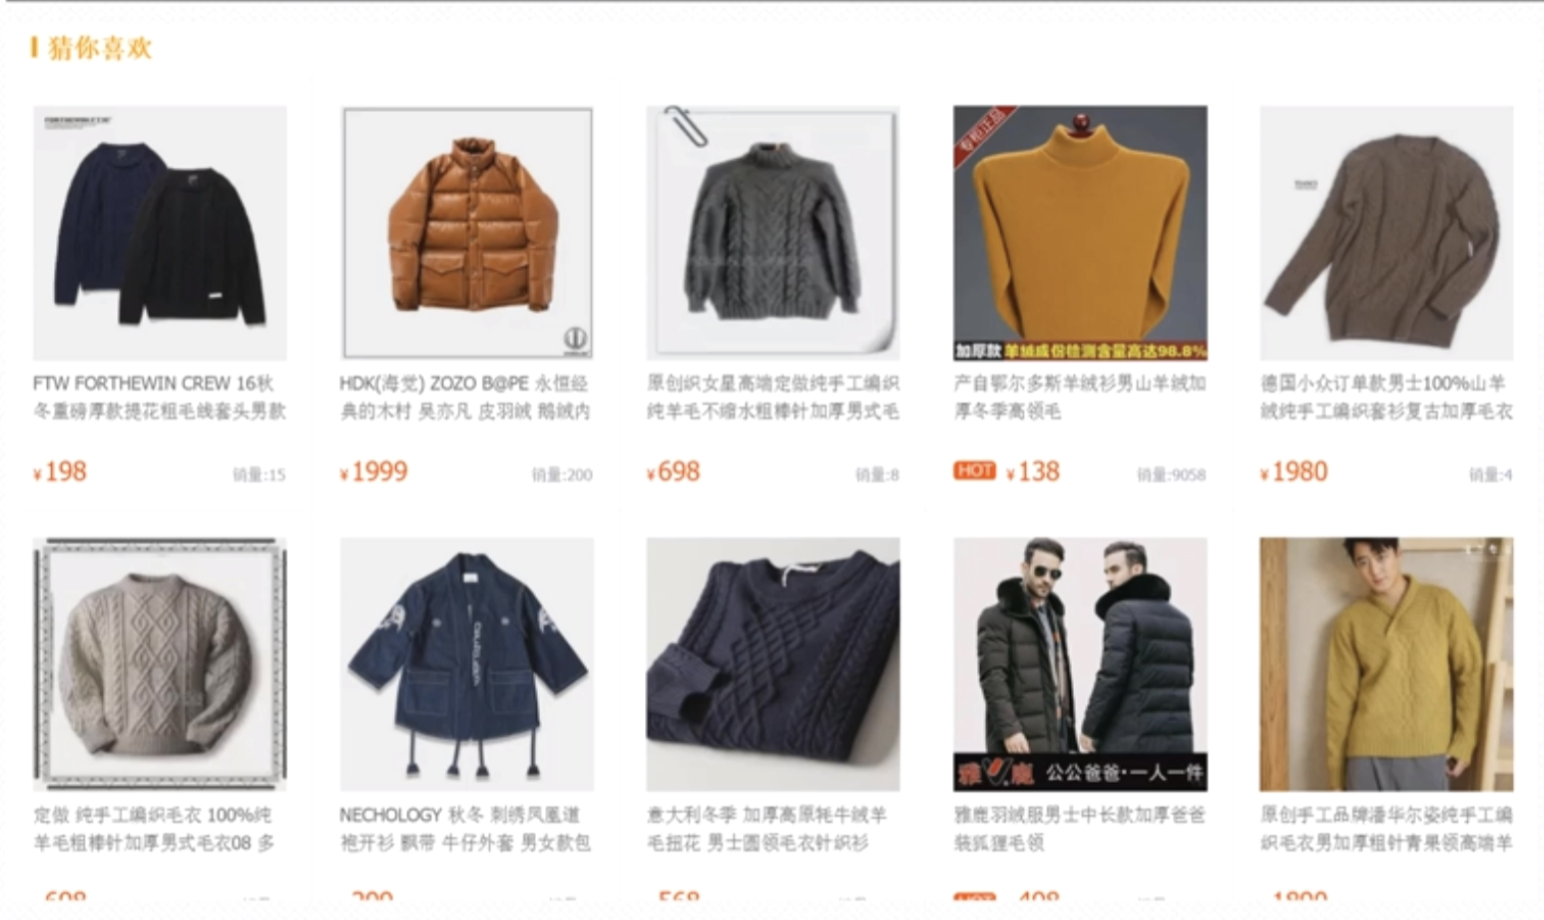 猜你喜欢
专柜正品
加厚款 羊绒成份检测含量高达98.8%
FTW FORTHEWIN CREW 16秋
冬重磅厚款提花粗毛线套头男款
HDK(海觉) ZOZO B@PE 永恒经
典的木村 吴亦凡 皮羽绒 鹅绒内
原创织女星高端定做纯手工编织
纯羊毛不缩水粗棒针加厚男式毛
产自鄂尔多斯羊绒衫男山羊绒加
厚冬季高领毛
德国小众订单款男士100%山羊
绒纯手工编织套衫复古加厚毛衣
¥198 销量:15
¥1999 销量:200
¥698 销量:8
HOT ¥138 销量:9058
¥1980 销量:4
雅鹿 公公爸爸·一人一件
定做 纯手工编织毛衣 100%纯
羊毛粗棒针加厚男式毛衣08 多
NECHOLOGY 秋冬 刺绣凤凰道
袍开衫 飘带 牛仔外套 男女款包
意大利冬季 加厚高原牦牛绒羊
毛扭花 男士圆领毛衣针织衫
雅鹿羽绒服男士中长款加厚爸爸
装狐狸毛领
原创手工品牌潘华尔姿纯手工编
织毛衣男加厚粗针青果领高端羊